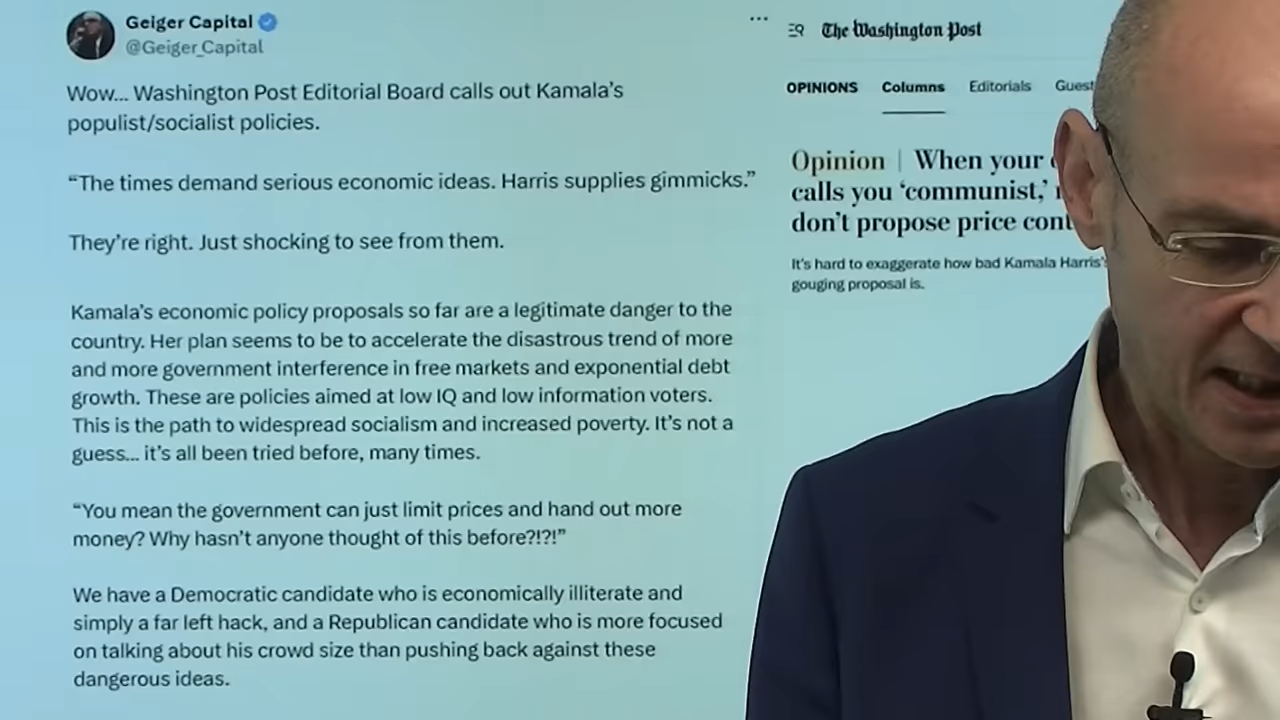 Geiger Capital
@Geiger_Capital
Wow... Washington Post Editorial Board calls out Kamala's
populist/socialist policies.
“The times demand serious economic ideas. Harris supplies gimmicks.”
They're right. Just shocking to see from them.
Kamala's economic policy proposals so far are a legitimate danger to the
country. Her plan seems to be to accelerate the disastrous trend of more
and more government interference in free markets and exponential debt
growth. These are policies aimed at low IQ and low information voters.
This is the path to widespread socialism and increased poverty. It's not a
guess... it's all been tried before, many times.
“You mean the government can just limit prices and hand out more
money? Why hasn't anyone thought of this before?!?!”
We have a Democratic candidate who is economically illiterate and
simply a far left hack, and a Republican candidate who is more focused
on talking about his crowd size than pushing back against these
dangerous ideas.
The Washington Post
OPINIONS Columns Editorials Guest
Opinion | When your
calls you ‘communist,’
don't propose price cont
It's hard to exaggerate how bad Kamala Harris'
gouging proposal is.